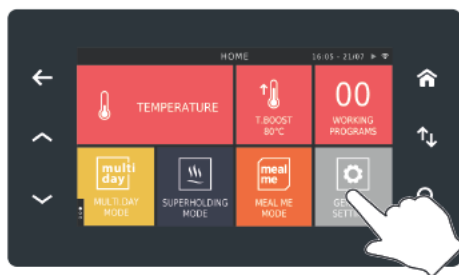 HOME
16:05 - 21/07
TEMPERATURE
T.BOOST
80°C
00
WORKING
PROGRAMS
multi
day
MULTI.DAY
MODE
SUPERHOLDING
MODE
meal
me
MEAL ME
MODE